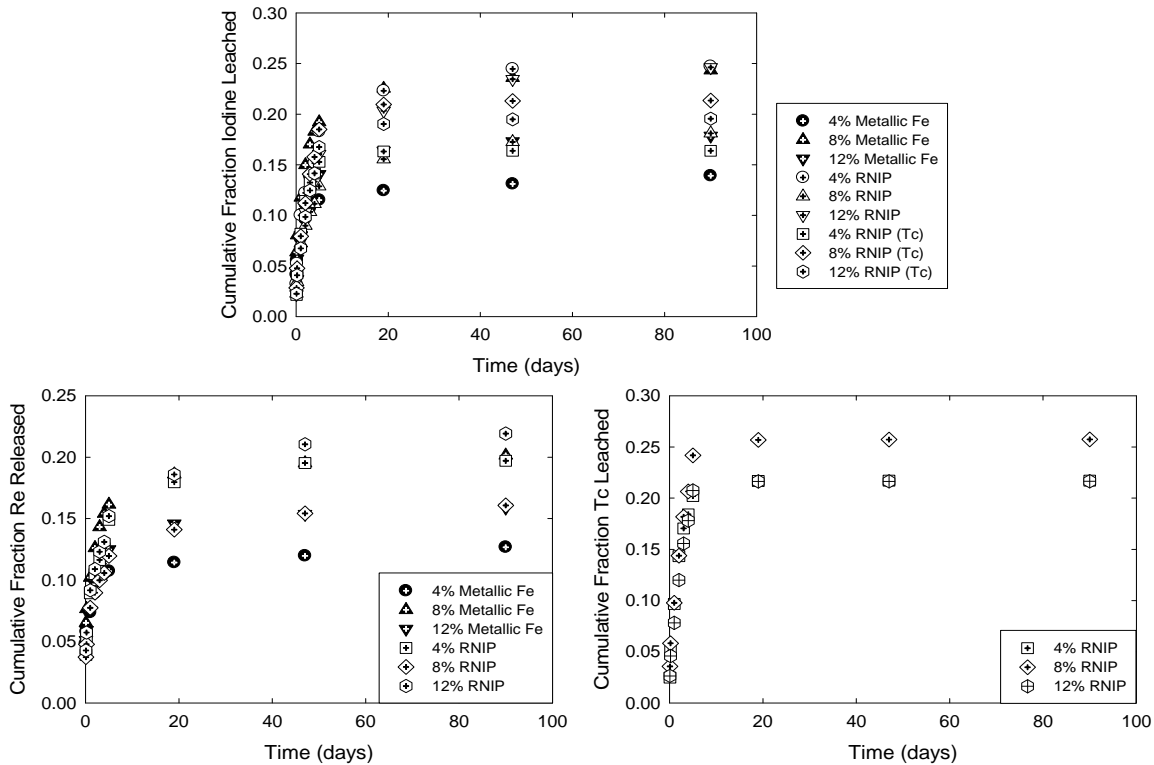 Cumulative Fraction Iodine Leached
0.30
0.25
0.20
0.15
0.10
0.05
0.00
0
20
40
60
80
100
Time (days)
4% Metallic Fe
8% Metallic Fe
12% Metallic Fe
4% RNIP
8% RNIP
12% RNIP
4% RNIP (Tc)
8% RNIP (Tc)
12% RNIP (Tc)
Cumulative Fraction Re Released
0.25
0.20
0.15
0.10
0.05
0.00
0
20
40
60
80
100
Time (days)
4% Metallic Fe
8% Metallic Fe
12% Metallic Fe
4% RNIP
8% RNIP
12% RNIP
Cumulative Fraction Tc Leached
0.30
0.25
0.20
0.15
0.10
0.05
0.00
0
20
40
60
80
100
Time (days)
4% RNIP
8% RNIP
12% RNIP